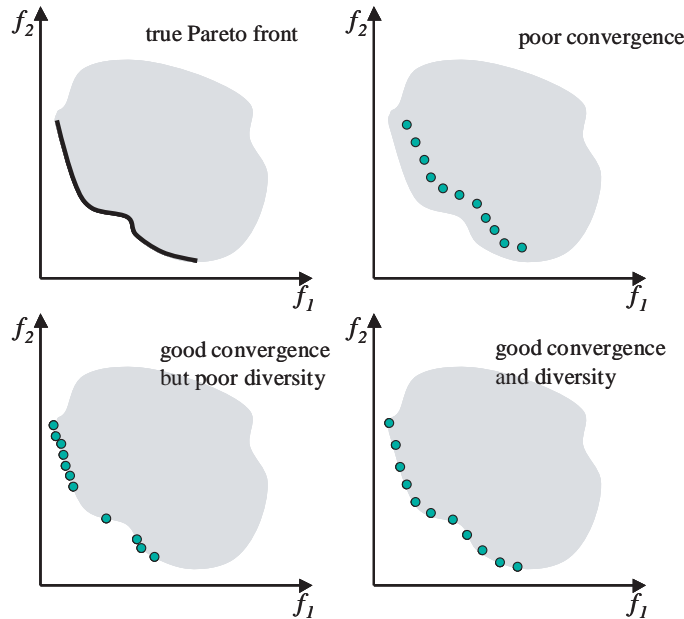 f2
true Pareto front
f1
f2
poor convergence
f1
f2
good convergence
but poor diversity
f1
f2
good convergence
and diversity
f1